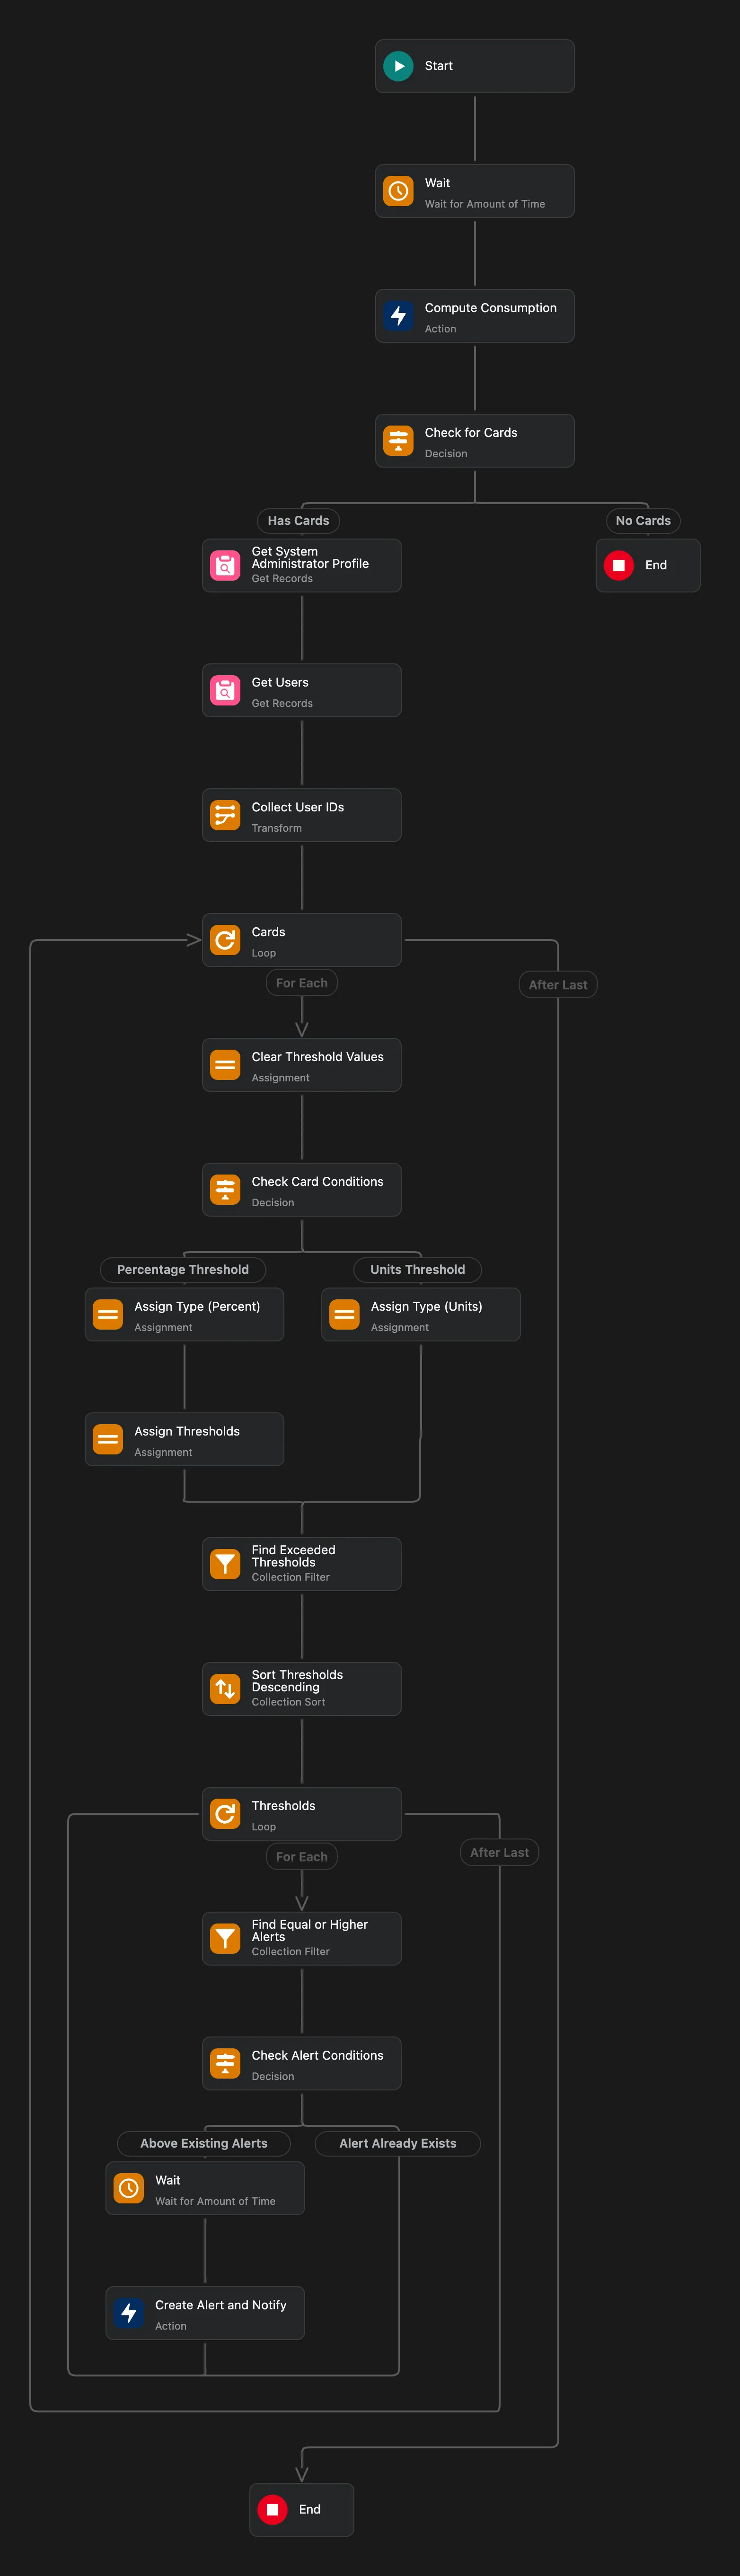 Start
Wait
Wait for Amount of Time
Compute Consumption
Action
Check for Cards
Decision
Has Cards
No Cards
Get System
Administrator Profile
Get Records
End
Get Users
Get Records
Collect User IDs
Transform
Cards
Loop
For Each
After Last
Clear Threshold Values
Assignment
Check Card Conditions
Decision
Percentage Threshold
Units Threshold
Assign Type (Percent)
Assignment
Assign Type (Units)
Assignment
Assign Thresholds
Assignment
Find Exceeded
Thresholds
Collection Filter
Sort Thresholds
Descending
Collection Sort
Thresholds
Loop
For Each
After Last
Find Equal or Higher
Alerts
Collection Filter
Check Alert Conditions
Decision
Above Existing Alerts
Alert Already Exists
Wait
Wait for Amount of Time
Create Alert and Notify
Action
End